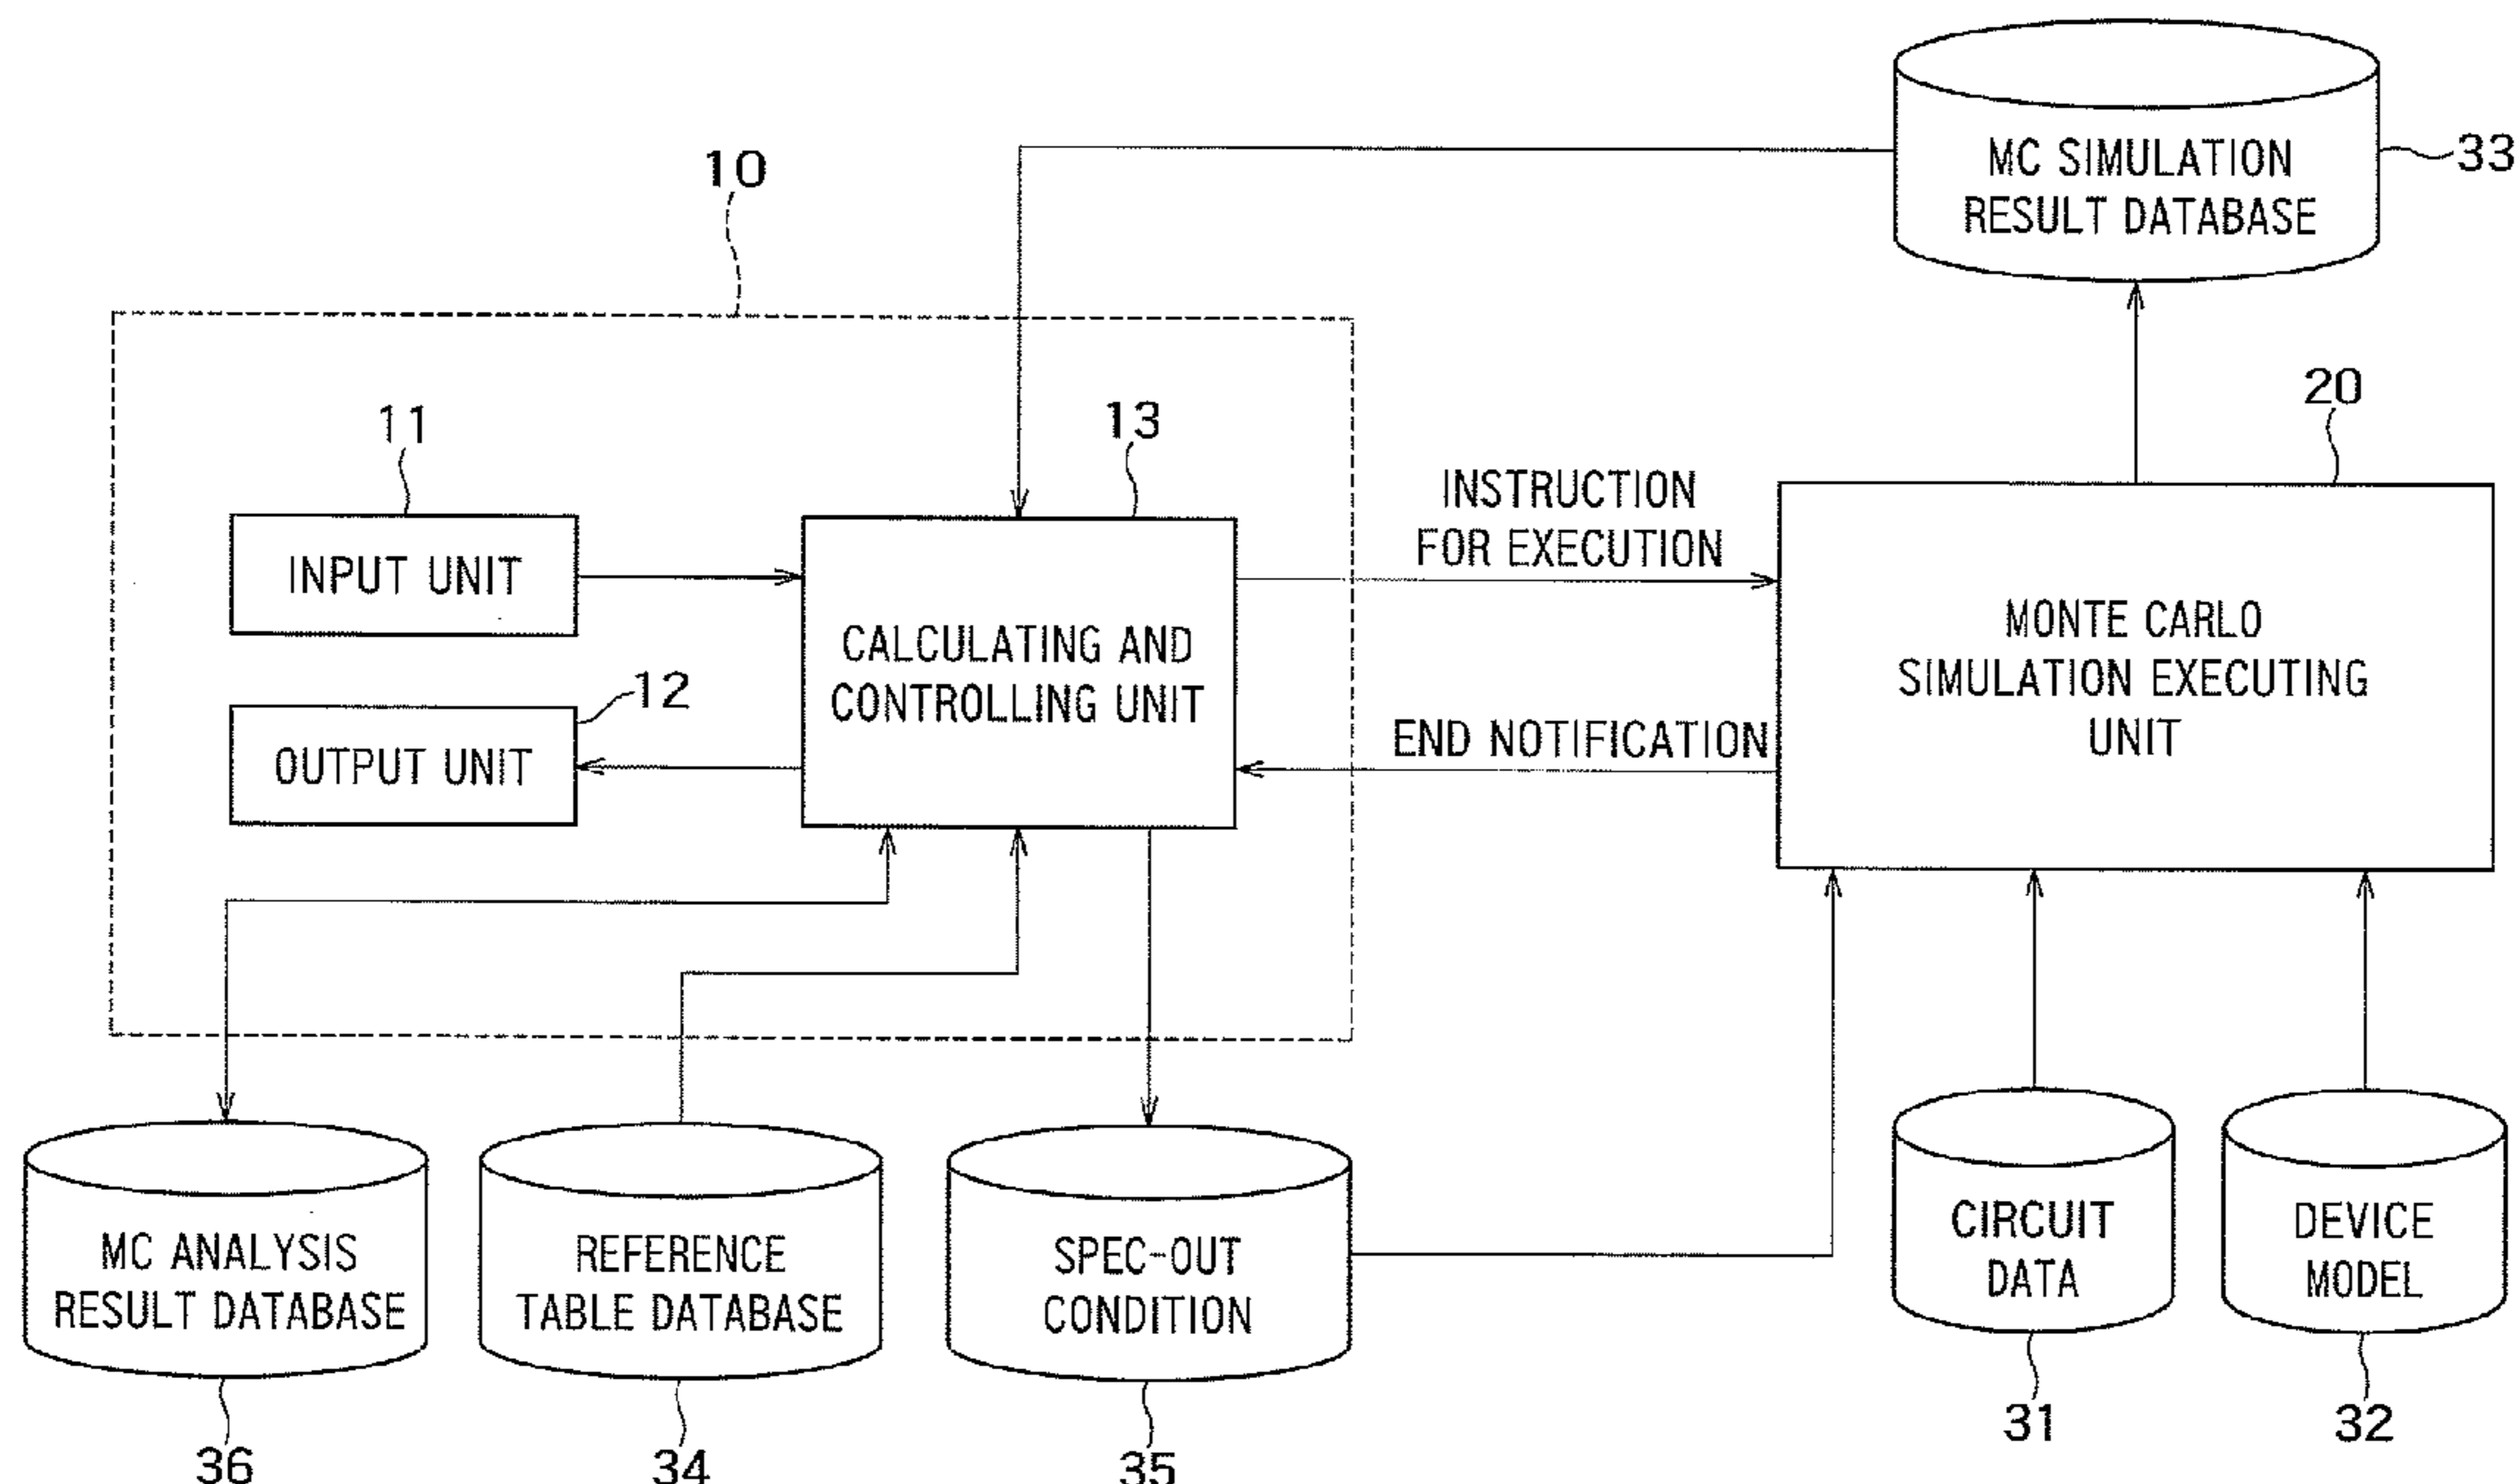 MC SIMULATION
RESULT DATABASE
33
10
20
11
13
INSTRUCTION
FOR EXECUTION
INPUT UNIT
CALCULATING AND
CONTROLLING UNIT
MONTE CARLO
SIMULATION EXECUTING
UNIT
12
OUTPUT UNIT
END NOTIFICATION
MC ANALYSIS
RESULT DATABASE
REFERENCE
TABLE DATABASE
SPEC-OUT
CONDITION
CIRCUIT
DATA
DEVICE
MODEL
31
32
36
34
35